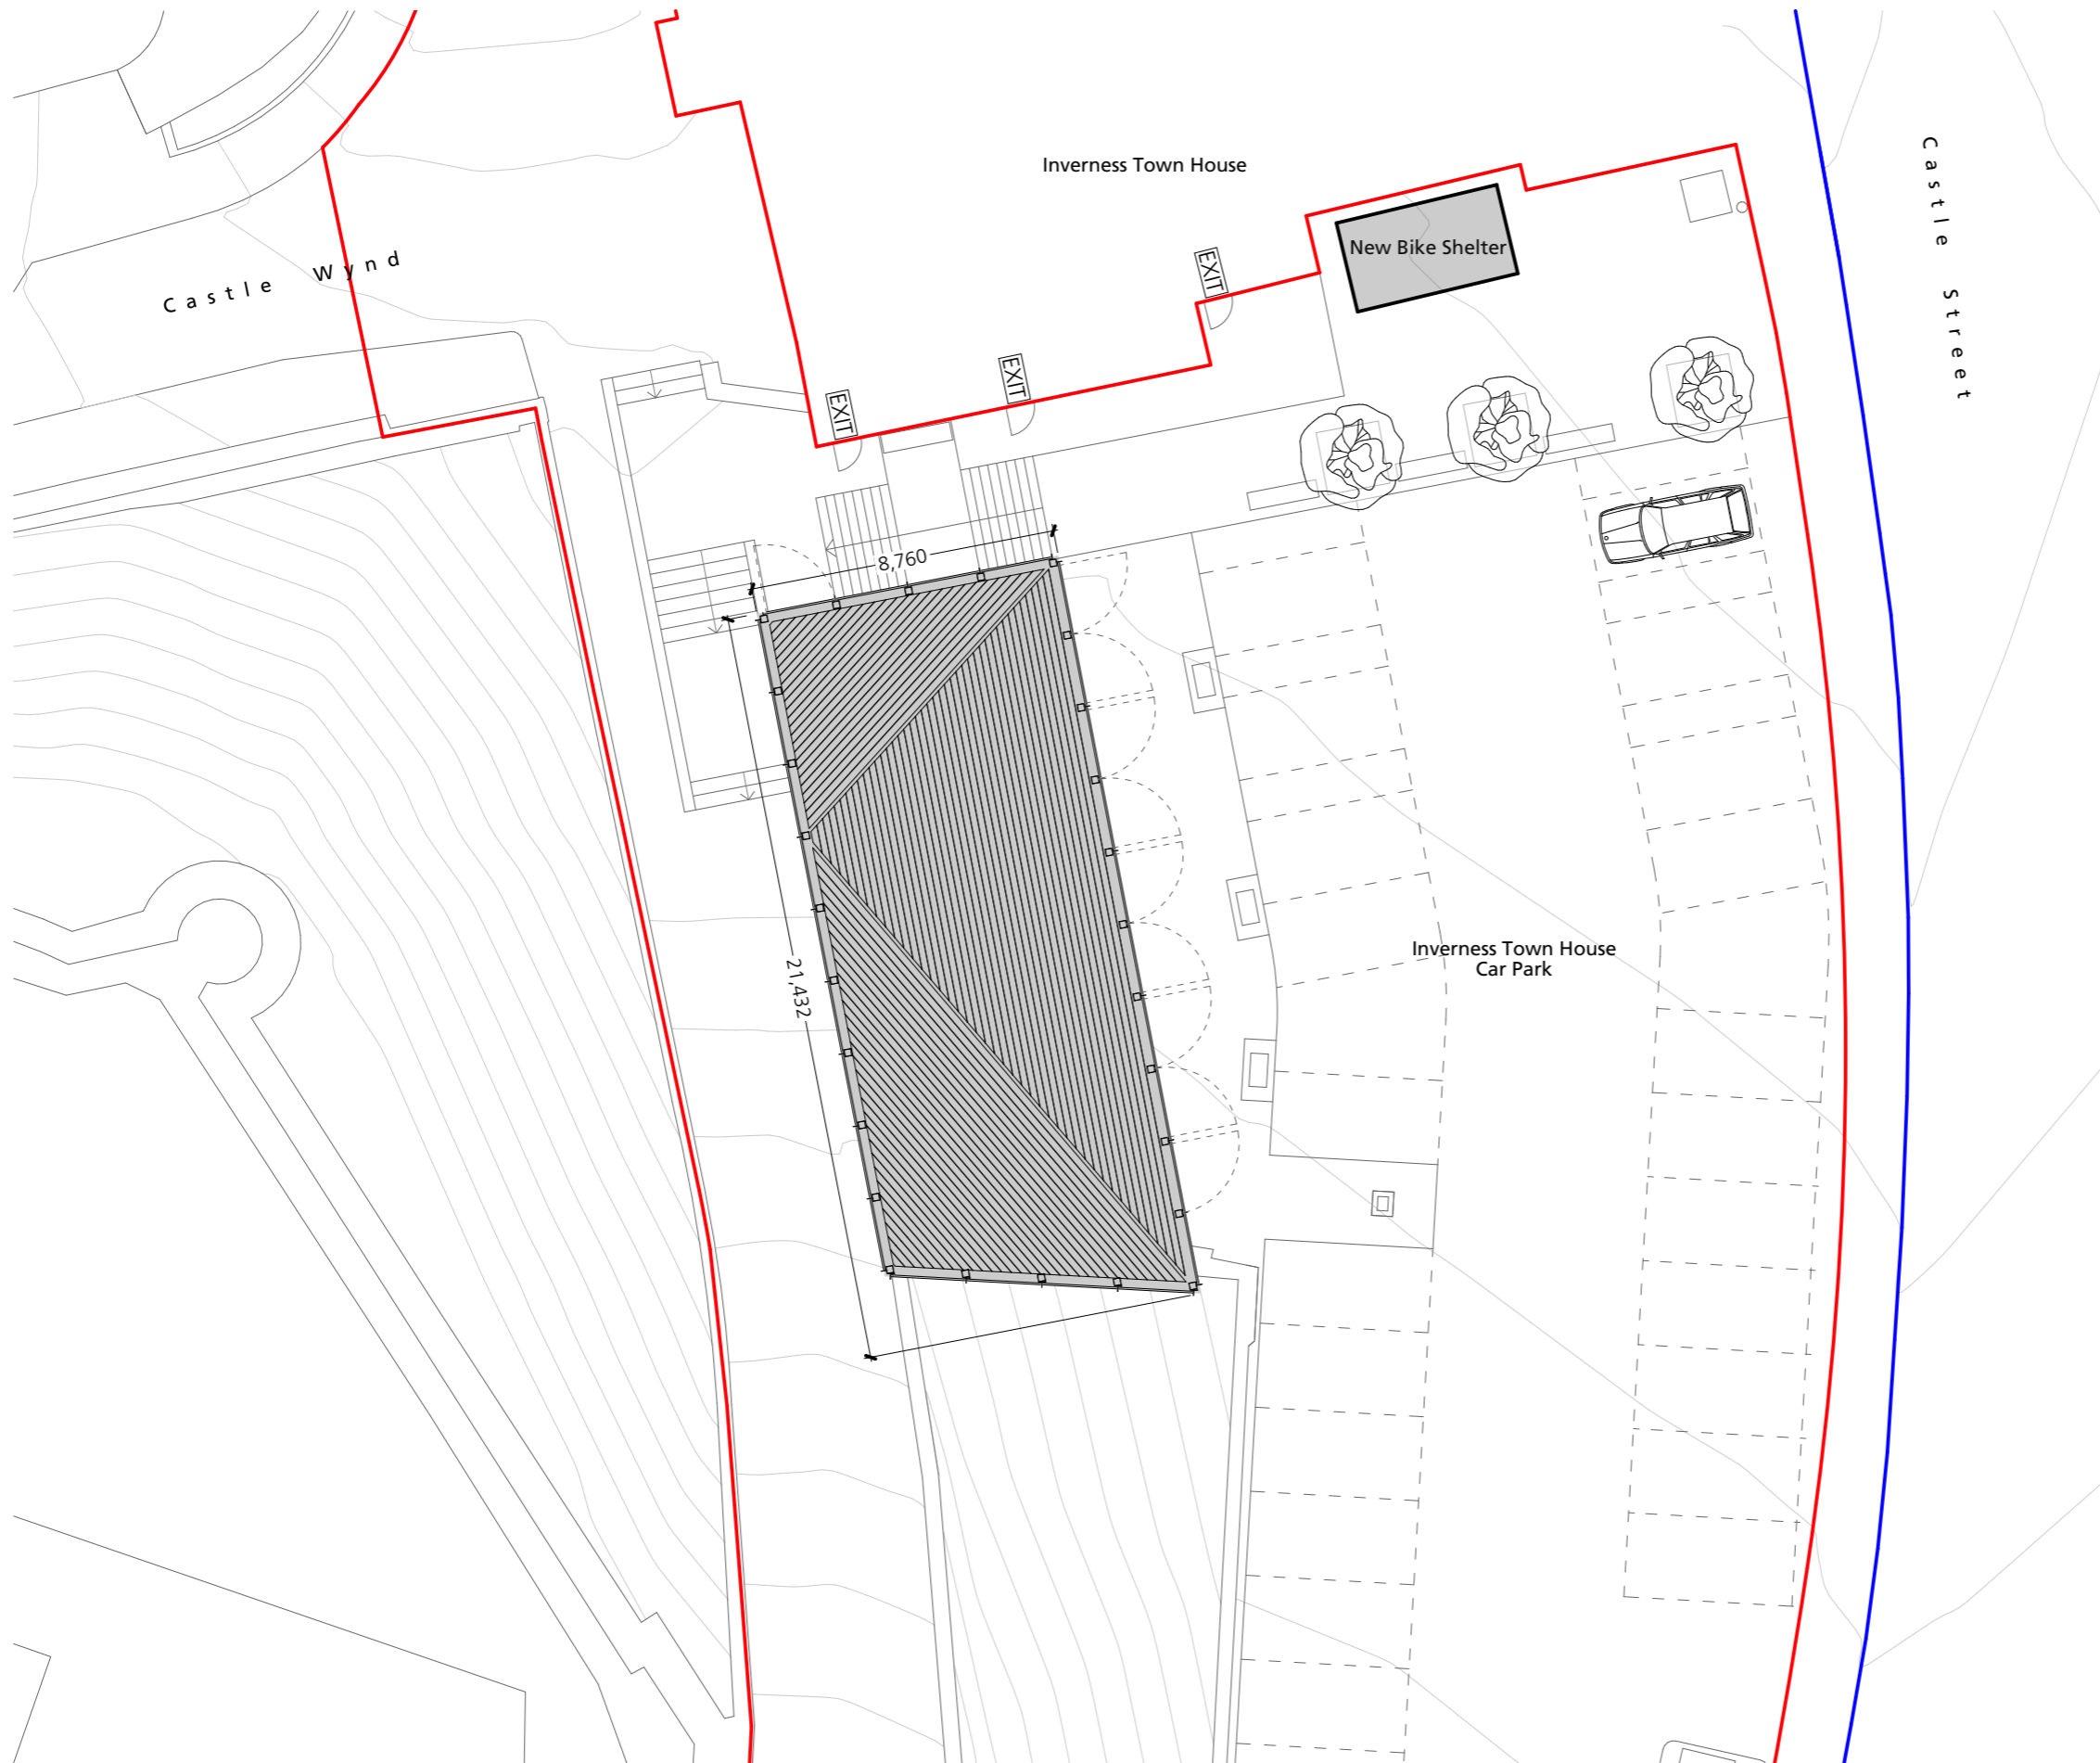 Inverness Town House
Castle Street
New Bike Shelter
Castle Wynd
EXIT
EXIT
EXIT
8,760
21,432
Inverness Town House
Car Park